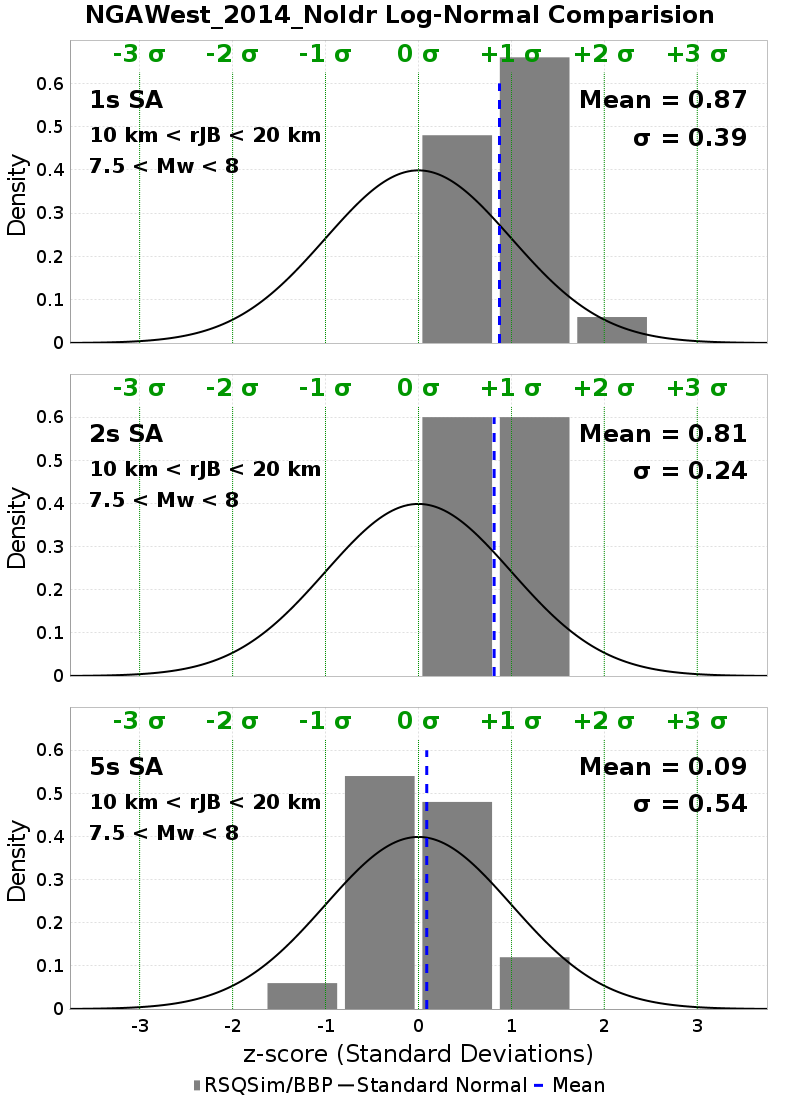 NGAWest_2014_NoIdr Log-Normal Comparision
-3 σ -2 σ -1 σ 0 σ +1 σ +2 σ +3 σ
1s SA
10 km < rJB < 20 km
7.5 < Mw < 8
Mean = 0.87
σ = 0.39
Density
0.6
0.5
0.4
0.3
0.2
0.1
0
-3 σ -2 σ -1 σ 0 σ +1 σ +2 σ +3 σ
2s SA
10 km < rJB < 20 km
7.5 < Mw < 8
Mean = 0.81
σ = 0.24
Density
0.6
0.5
0.4
0.3
0.2
0.1
0
-3 σ -2 σ -1 σ 0 σ +1 σ +2 σ +3 σ
5s SA
10 km < rJB < 20 km
7.5 < Mw < 8
Mean = 0.09
σ = 0.54
Density
0.6
0.5
0.4
0.3
0.2
0.1
0
-3 -2 -1 0 1 2 3
z-score (Standard Deviations)
RSQSim/BBP Standard Normal Mean